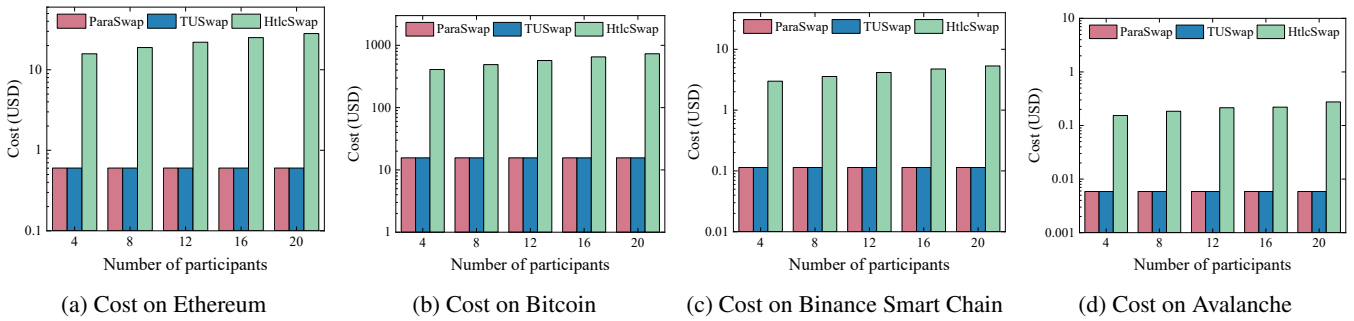 ParaSwap TUSwap HtlcSwap
Cost (USD)
10
1
0.1
4 8 12 16 20
Number of participants
(a) Cost on Ethereum
ParaSwap TUSwap HtlcSwap
Cost (USD)
1000
100
10
1
4 8 12 16 20
Number of participants
(b) Cost on Bitcoin
ParaSwap TUSwap HtlcSwap
Cost (USD)
10
1
0.1
0.01
4 8 12 16 20
Number of participants
(c) Cost on Binance Smart Chain
ParaSwap TUSwap HtlcSwap
Cost (USD)
10
1
0.1
0.01
0.001
4 8 12 16 20
Number of participants
(d) Cost on Avalanche